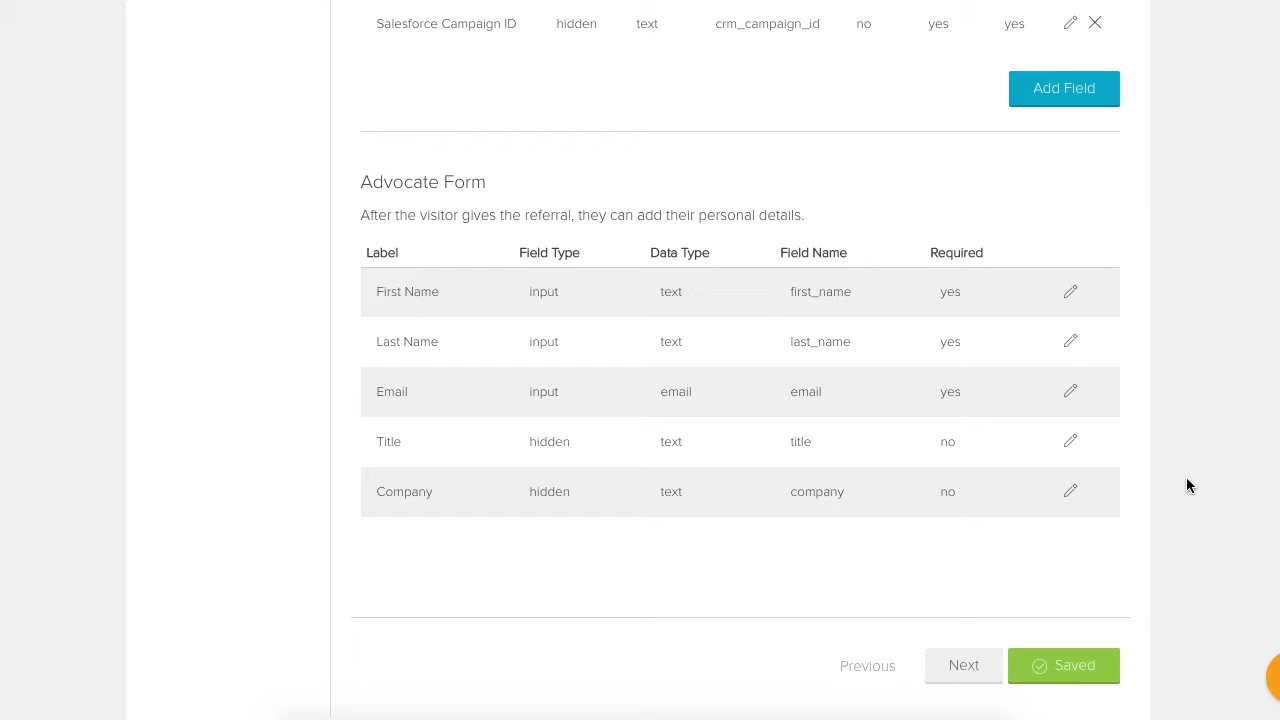 Salesforce Campaign ID hidden text crm_campaign_id no yes yes
Add Field
Advocate Form
After the visitor gives the referral, they can add their personal details.
Label Field Type Data Type Field Name Required
First Name input text first_name yes
Last Name input text last_name yes
Email input email email yes
Title hidden text title no
Company hidden text company no
Previous Next Saved